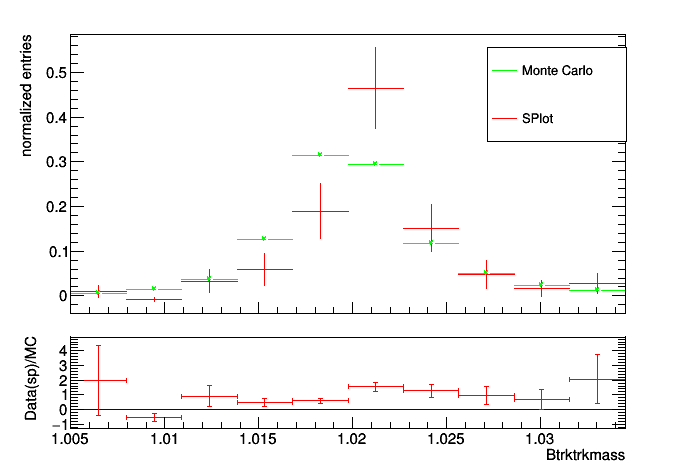 normalized entries
0.5
0.4
0.3
0.2
0.1
0
Monte Carlo
SPlot
Data(sp)/MC
4
3
2
1
0
−1
1.005 1.01 1.015 1.02 1.025 1.03
Btrktrkmass